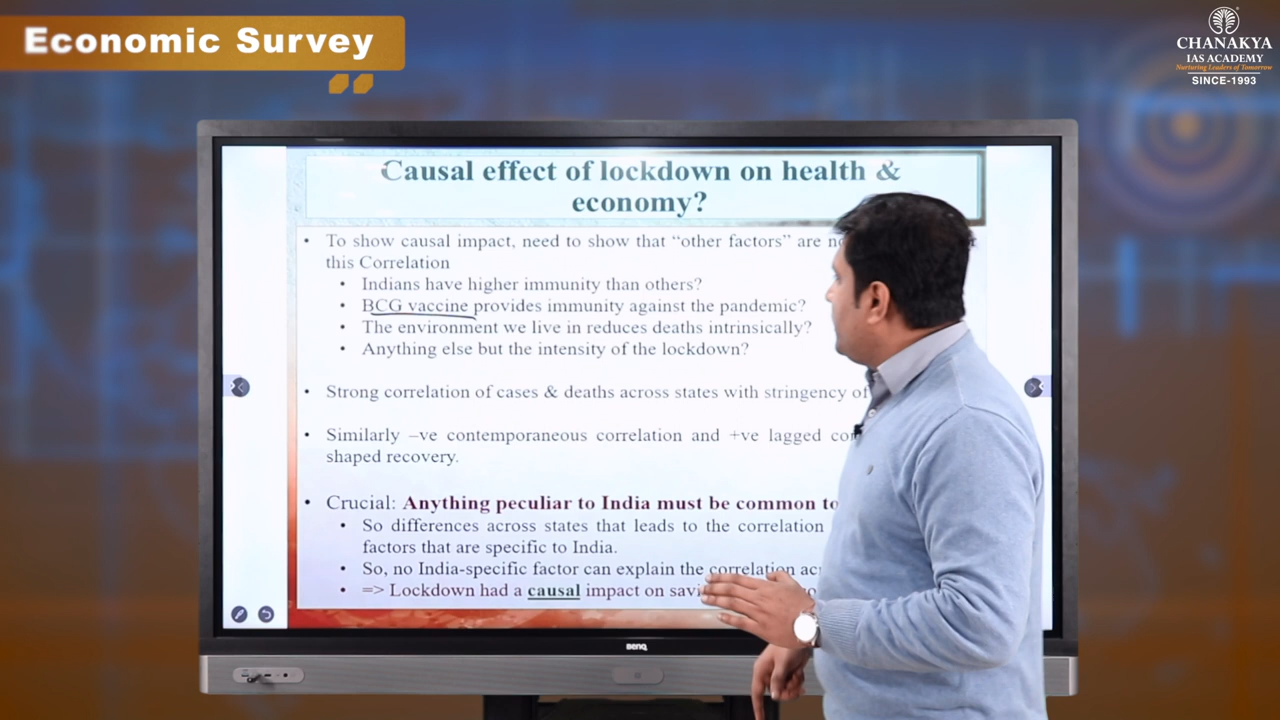 Economic Survey
CHANAKYA
IAS ACADEMY
Nurturing Leaders of Tomorrow
SINCE-1993
Causal effect of lockdown on health &
economy?
• To show causal impact, need to show that “other factors” are
this Correlation
• Indians have higher immunity than others?
• BCG vaccine provides immunity against the pandemic?
• The environment we live in reduces deaths intrinsically?
• Anything else but the intensity of the lockdown?
• Strong correlation of cases & deaths across states with stringency of
• Similarly –ve contemporaneous correlation and +ve lagged
shaped recovery.
• Crucial: Anything peculiar to India must be common to
• So differences across states that leads to the correlation
factors that are specific to India.
• So, no India-specific factor can explain the correlation
• => Lockdown had a causal impact on
BenQ